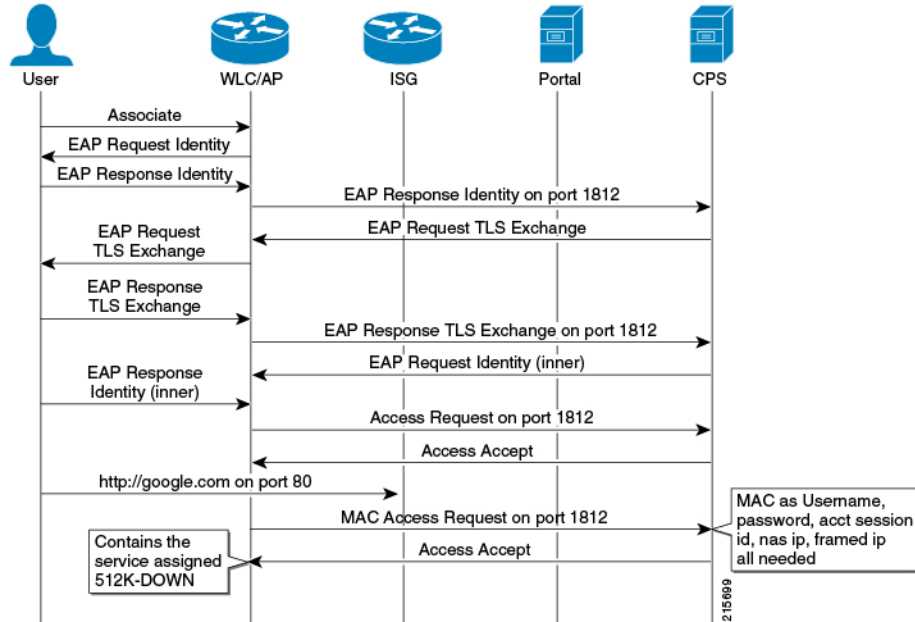 User
WLC/AP
ISG
Portal
CPS
Associate
EAP Request Identity
EAP Response Identity
EAP Response Identity on port 1812
EAP Request TLS Exchange
EAP Request
TLS Exchange
EAP Response
TLS Exchange
EAP Response TLS Exchange on port 1812
EAP Request Identity (inner)
EAP Response
Identity (inner)
Access Request on port 1812
Access Accept
http://google.com on port 80
MAC Access Request on port 1812
MAC as Username,
password, acct session
id, nas ip, framed ip
all needed
Access Accept
Contains the
service assigned
512K-DOWN
215699